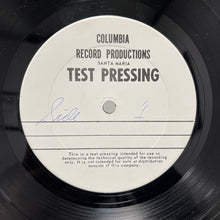 COLUMBIA
RECORD PRODUCTIONS
SANTA MARIA
TEST PRESSING
Side 1
This is a test pressing intended for use in
determining the technical quality of the recording
only. It is not intended for sale or distribution
outside of this company.